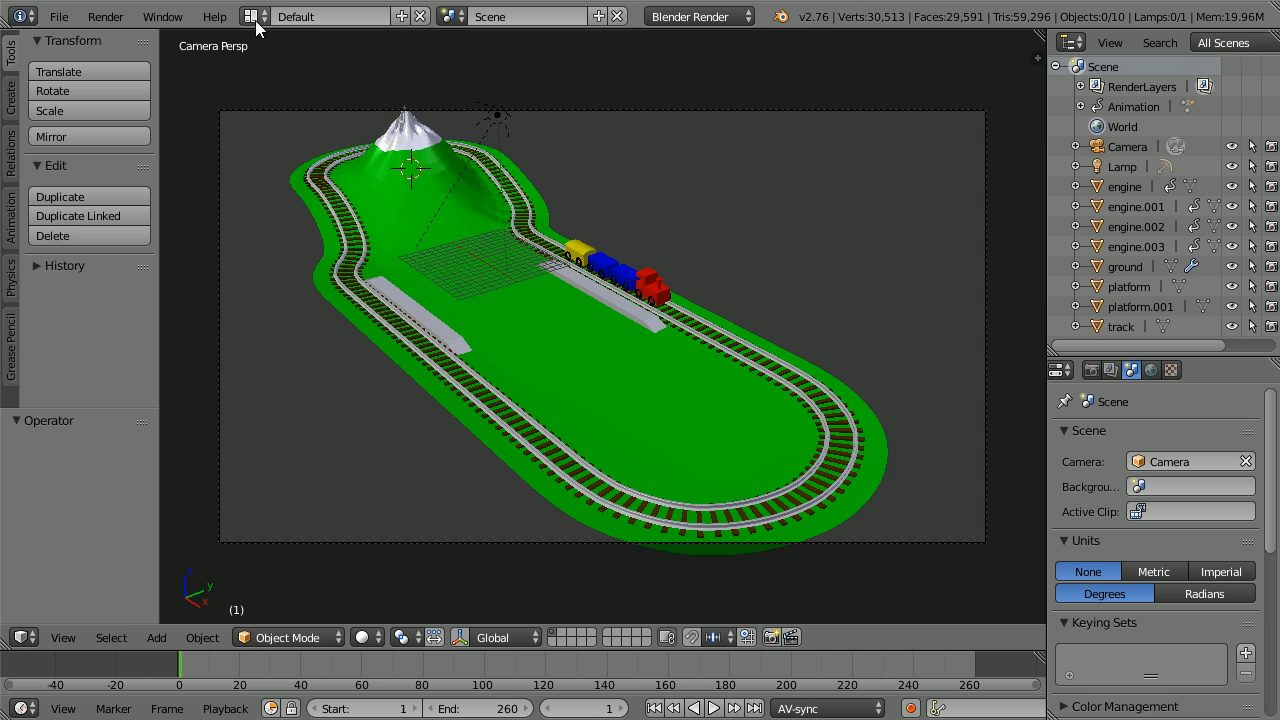 File Render Window Help Default Scene Blender Render v2.76 | Verts:30,513 | Faces:29,591 | Tris:59,296 | Objects:0/10 | Lamps:0/1 | Mem:19.96M
Tools
Create
Relations
Animation
Physics
Grease Pencil
Transform
Translate
Rotate
Scale
Mirror
Edit
Duplicate
Duplicate Linked
Delete
History
Operator
Camera Persp
z
y
x
(1)
View Search All Scenes
Scene
RenderLayers
Animation
World
Camera
Lamp
engine
engine.001
engine.002
engine.003
ground
platform
platform.001
track
Scene
Scene
Camera: Camera
Backgrou...
Active Clip:
Units
None Metric Imperial
Degrees Radians
Keying Sets
Color Management
View Select Add Object Object Mode Global
-40 -20 0 20 40 60 80 100 120 140 160 180 200 220 240 260
View Marker Frame Playback Start: 1 End: 260 1 AV-sync